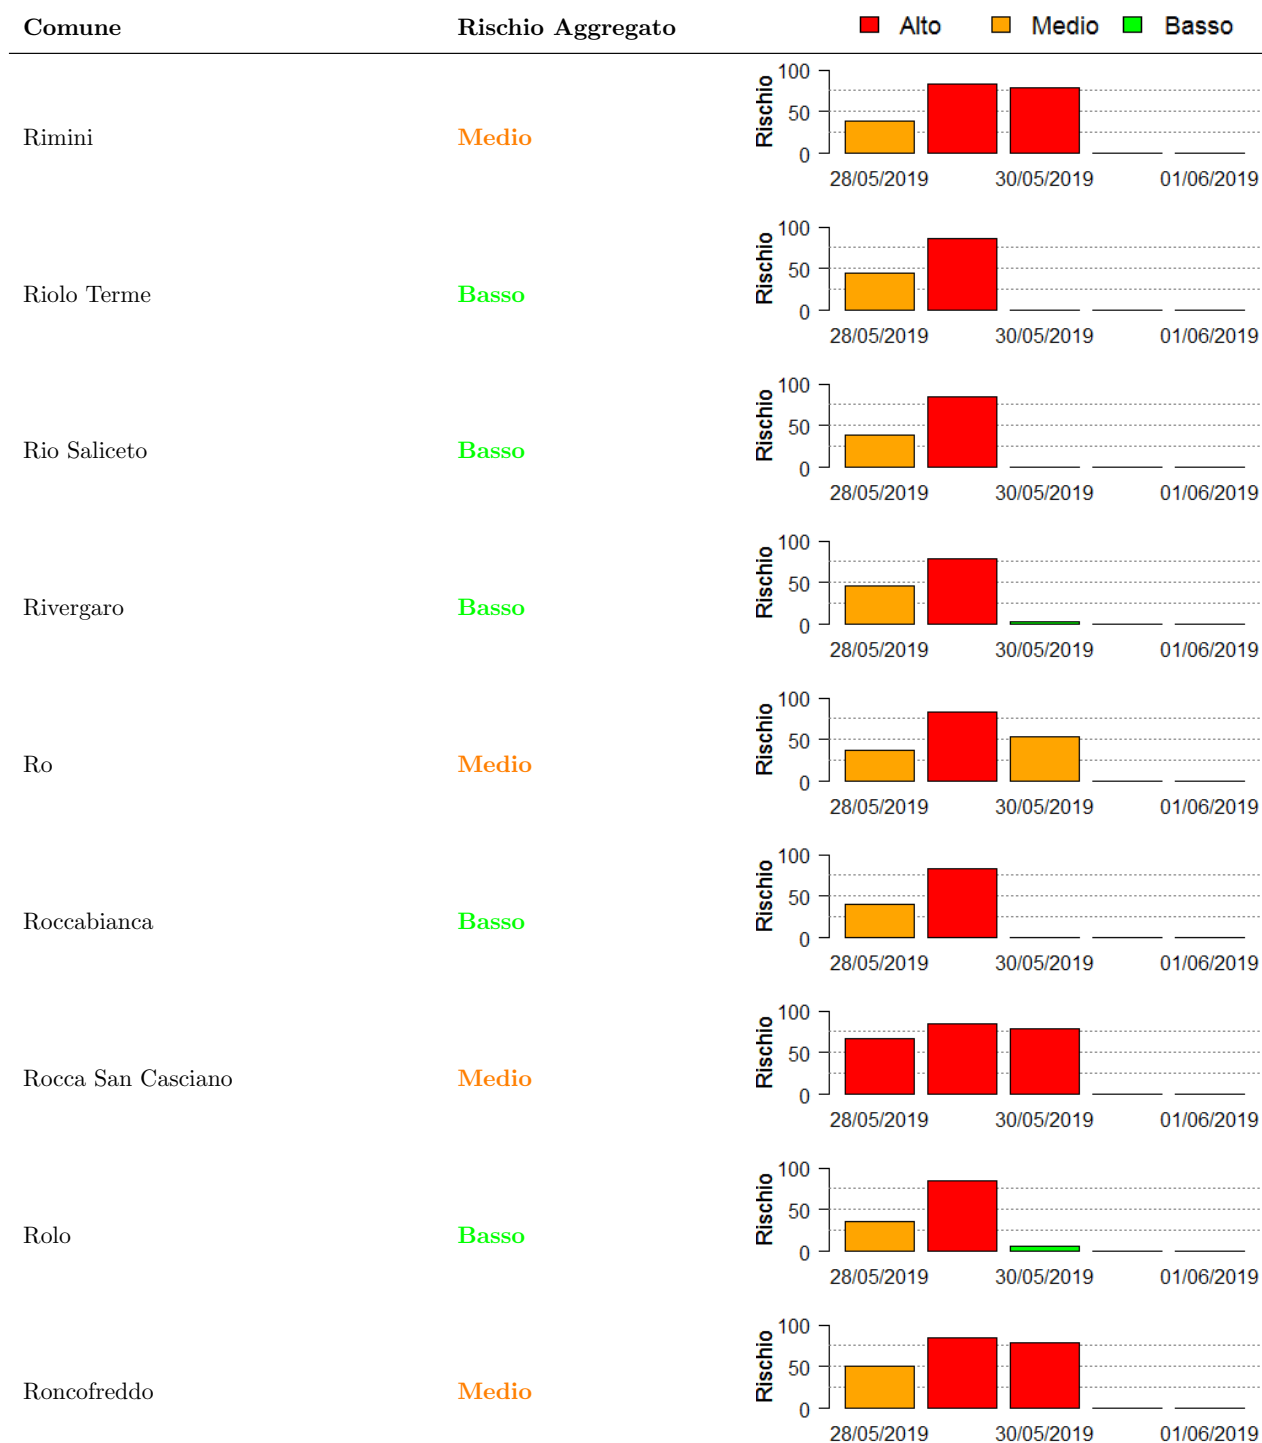 Comune Rischio Aggregato Alto Medio Basso
Rimini Medio
Rischio
100
50
0
28/05/2019 30/05/2019 01/06/2019
Riolo Terme Basso
Rischio
100
50
0
28/05/2019 30/05/2019 01/06/2019
Rio Saliceto Basso
Rischio
100
50
0
28/05/2019 30/05/2019 01/06/2019
Rivergaro Basso
Rischio
100
50
0
28/05/2019 30/05/2019 01/06/2019
Ro Medio
Rischio
100
50
0
28/05/2019 30/05/2019 01/06/2019
Roccabianca Basso
Rischio
100
50
0
28/05/2019 30/05/2019 01/06/2019
Rocca San Casciano Medio
Rischio
100
50
0
28/05/2019 30/05/2019 01/06/2019
Rolo Basso
Rischio
100
50
0
28/05/2019 30/05/2019 01/06/2019
Roncofreddo Medio
Rischio
100
50
0
28/05/2019 30/05/2019 01/06/2019